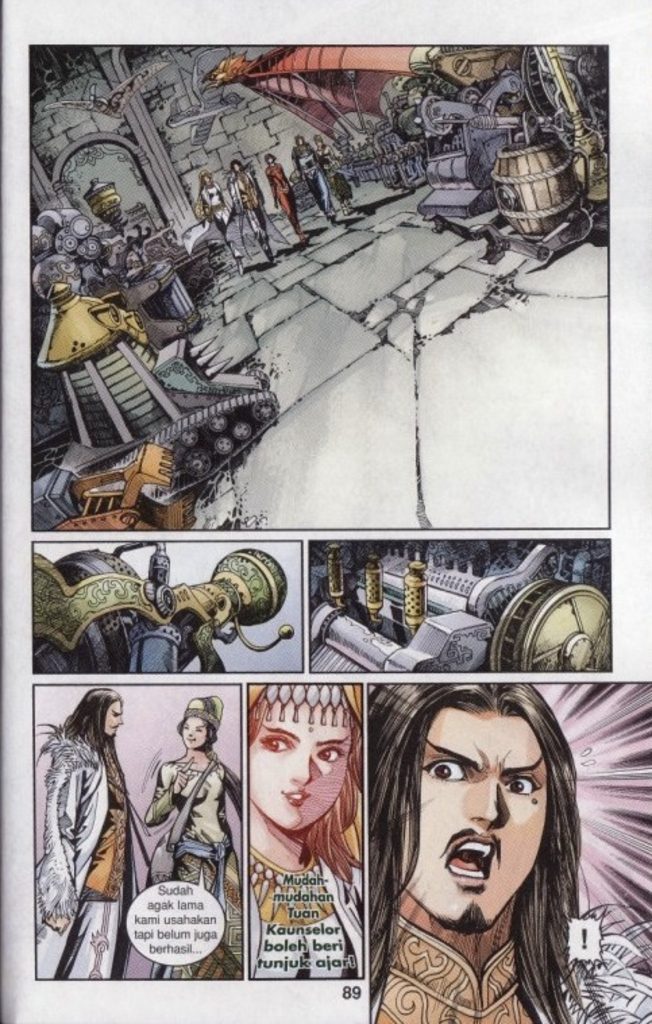 Sudah
agak lama
kami usahakan
tapi belum juga
berhasil...
Mudah-
mudahan
Tuan
Kaunselor
boleh beri
tunjuk ajar!
!
89